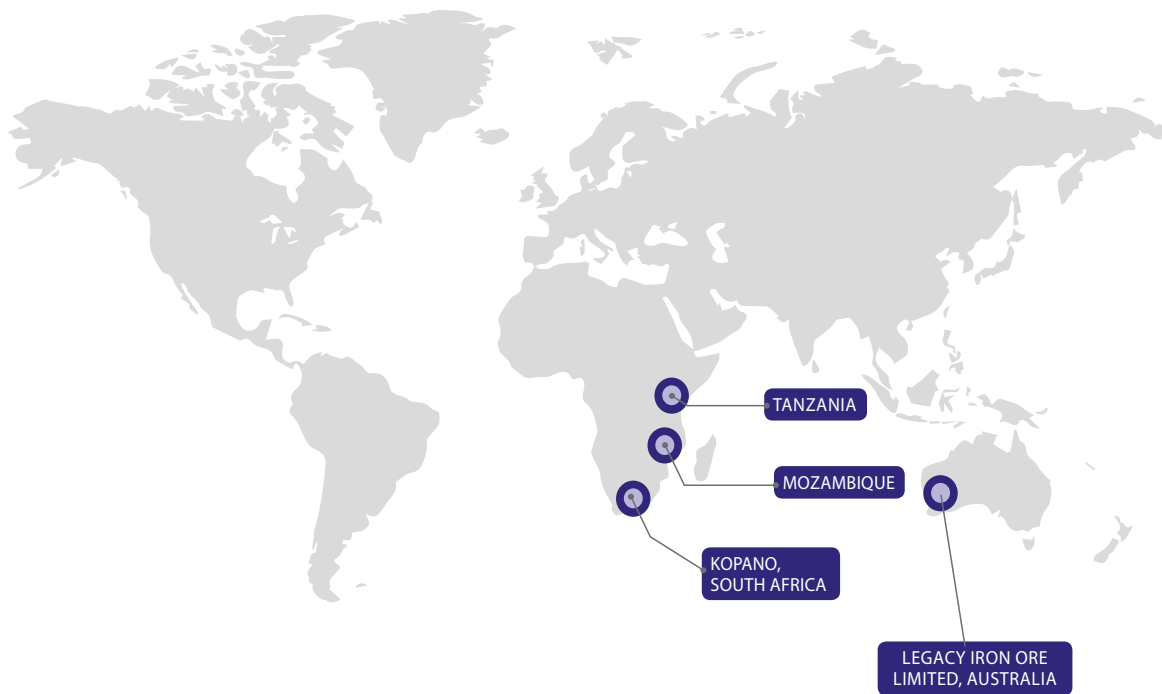 TANZANIA
MOZAMBIQUE
KOPANO,
SOUTH AFRICA
LEGACY IRON ORE
LIMITED, AUSTRALIA